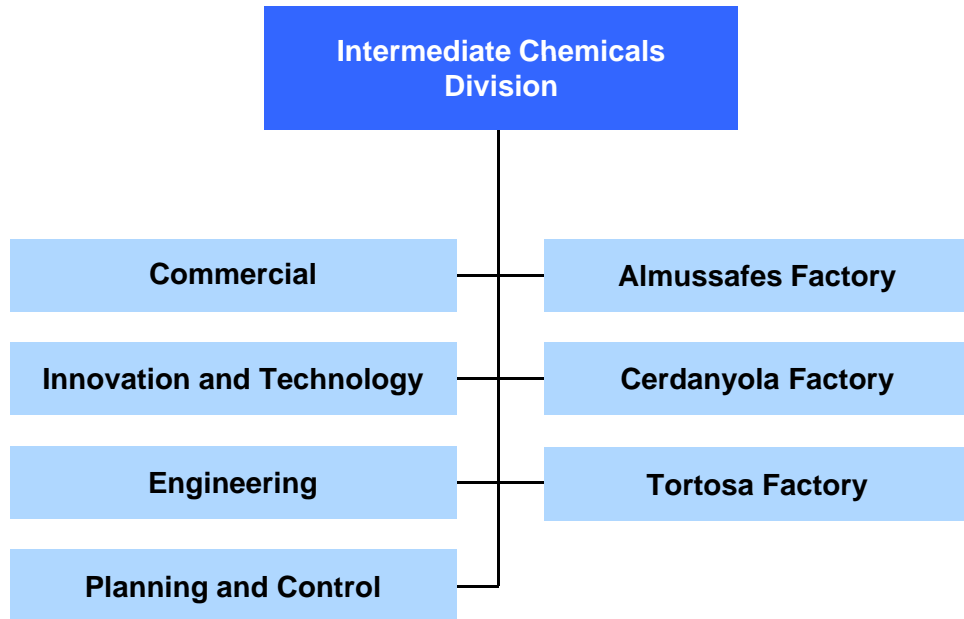 Intermediate Chemicals
Division
Commercial
Almussafes Factory
Innovation and Technology
Cerdanyola Factory
Engineering
Tortosa Factory
Planning and Control